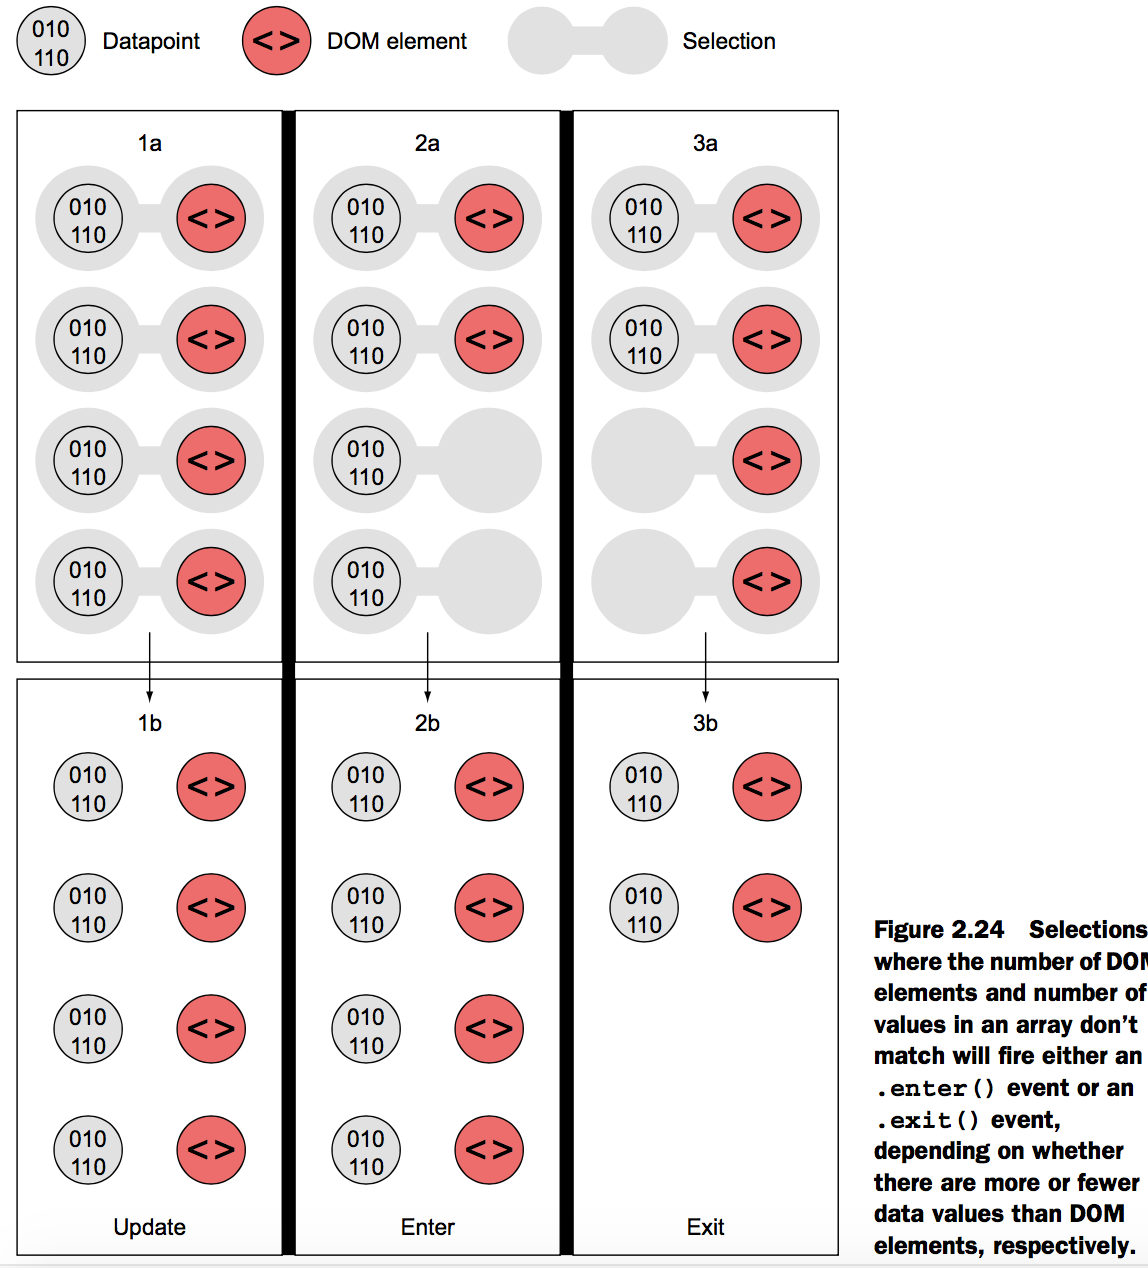 010
110
Datapoint
<>
DOM element
Selection
1a
2a
3a
010
110
<>
010
110
<>
010
110
<>
010
110
<>
010
110
<>
010
110
<>
010
110
<>
010
110
<>
010
110
<>
010
110
<>
010
110
<>
1b
2b
3b
010
110
<>
010
110
<>
010
110
<>
010
110
<>
010
110
<>
010
110
<>
010
110
<>
010
110
<>
010
110
<>
010
110
<>
Update
Enter
Exit
Figure 2.24 Selections
where the number of DOM
elements and number of
values in an array don’t
match will fire either an
.enter() event or an
.exit() event,
depending on whether
there are more or fewer
data values than DOM
elements, respectively.